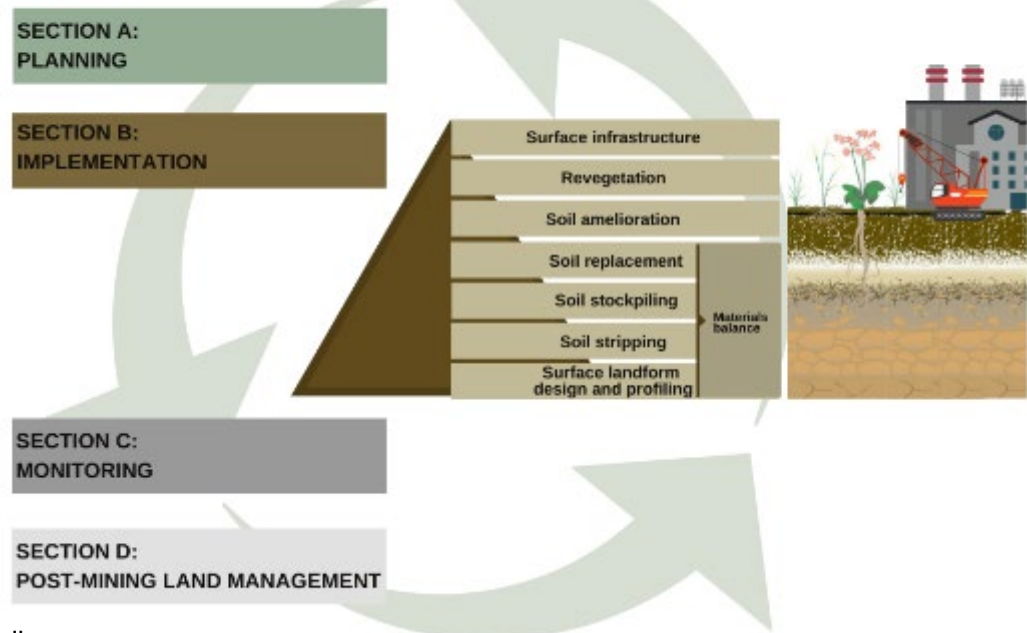 SECTION A:
PLANNING
SECTION B:
IMPLEMENTATION
Surface infrastructure
Revegetation
Soil amelioration
Soil replacement
Soil stockpiling
Soil stripping
Surface landform
design and profiling
Materials
balance
SECTION C:
MONITORING
SECTION D:
POST-MINING LAND MANAGEMENT
..